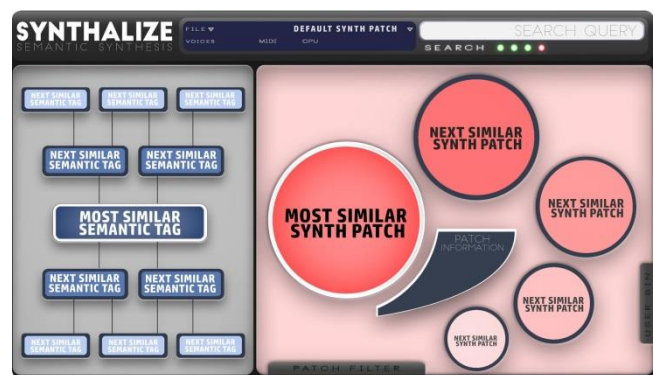 SYNTHALIZE
SEMANTIC SYNTHESIS
FILE
DEFAULT SYNTH PATCH
VOICES MIDI CPU
SEARCH QUERY
SEARCH
NEXT SIMILAR
SEMANTIC TAG
NEXT SIMILAR
SEMANTIC TAG
NEXT SIMILAR
SEMANTIC TAG
NEXT SIMILAR
SEMANTIC TAG
NEXT SIMILAR
SEMANTIC TAG
MOST SIMILAR
SEMANTIC TAG
NEXT SIMILAR
SEMANTIC TAG
NEXT SIMILAR
SEMANTIC TAG
NEXT SIMILAR
SEMANTIC TAG
NEXT SIMILAR
SEMANTIC TAG
NEXT SIMILAR
SEMANTIC TAG
MOST SIMILAR
SYNTH PATCH
NEXT SIMILAR
SYNTH PATCH
NEXT SIMILAR
SYNTH PATCH
NEXT SIMILAR
SYNTH PATCH
NEXT SIMILAR
SYNTH PATCH
PATCH
INFORMATION
USER BIN
PATCH FILTER